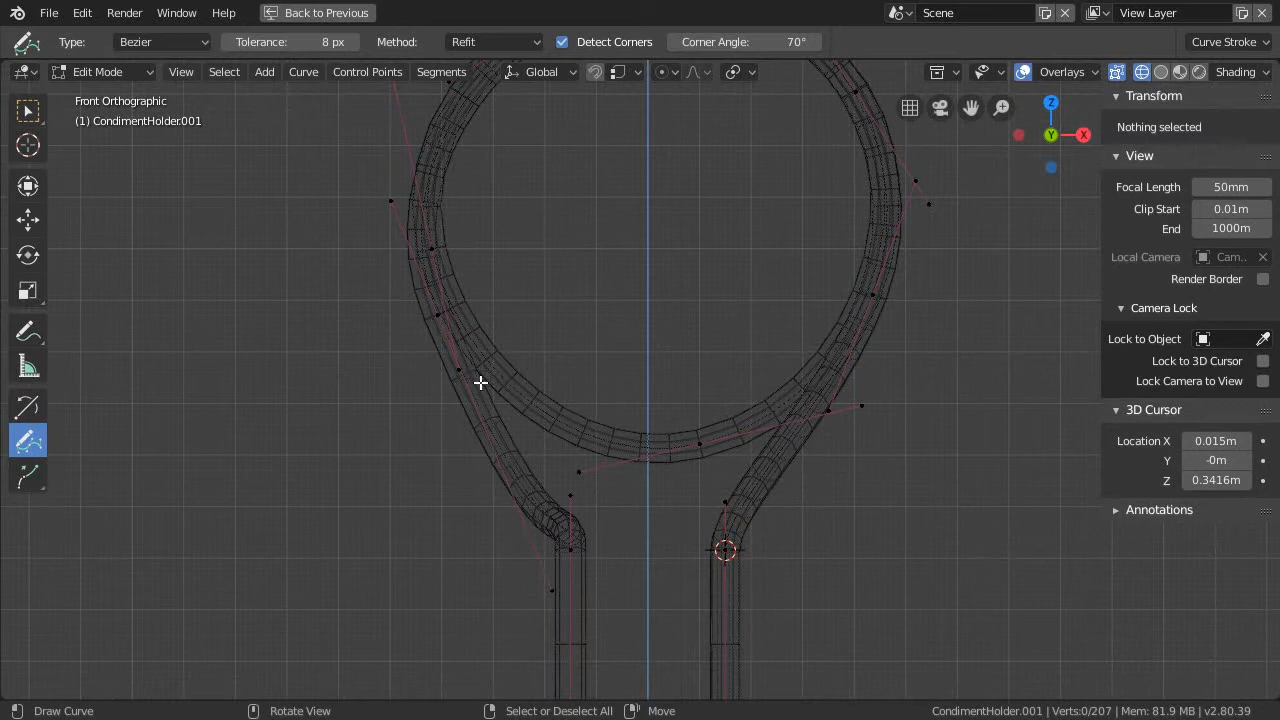 File Edit Render Window Help Back to Previous Scene View Layer
Type: Bezier Tolerance: 8 px Method: Refit Detect Corners Corner Angle: 70° Curve Stroke
Edit Mode View Select Add Curve Control Points Segments Global Overlays Shading
Front Orthographic
(1) CondimentHolder.001
Z
Y
X
Transform
Nothing selected
View
Focal Length 50mm
Clip Start 0.01m
End 1000m
Local Camera Cam..
Render Border
Camera Lock
Lock to Object
Lock to 3D Cursor
Lock Camera to View
3D Cursor
Location X 0.015m
Y -0m
Z 0.3416m
Annotations
Draw Curve Rotate View Select or Deselect All Move CondimentHolder.001 | Verts:0/207 | Mem: 81.9 MB | v2.80.39